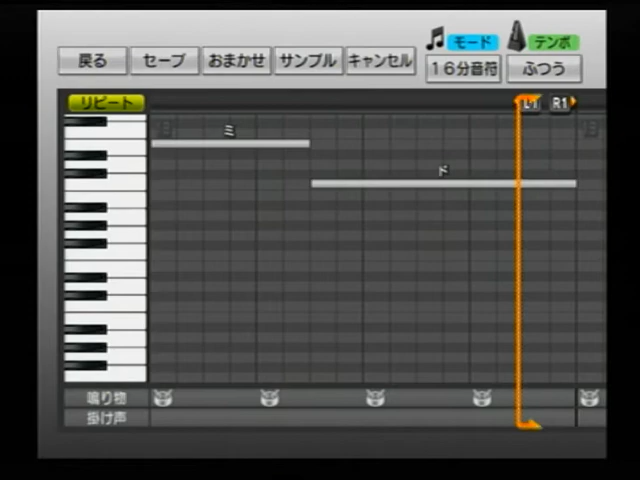 モード テンポ
戻る セーブ おまかせ サンプル キャンセル 16分音符 ふつう
リピート L1 R1
ミ
ド
鳴り物
掛け声